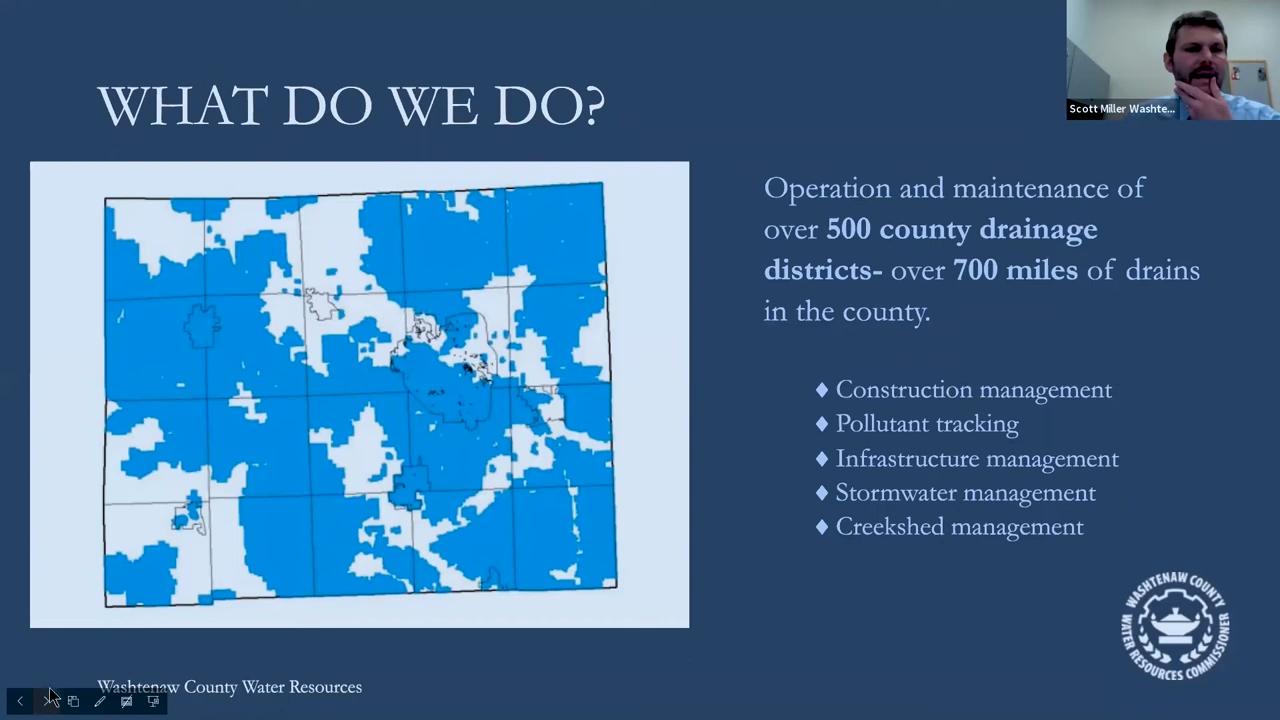 WHAT DO WE DO?
Scott Miller Washte...
Operation and maintenance of
over 500 county drainage
districts- over 700 miles of drains
in the county.
♦ Construction management
♦ Pollutant tracking
♦ Infrastructure management
♦ Stormwater management
♦ Creekshed management
WASHTENAW COUNTY
WATER RESOURCES COMMISSIONER
Washtenaw County Water Resources